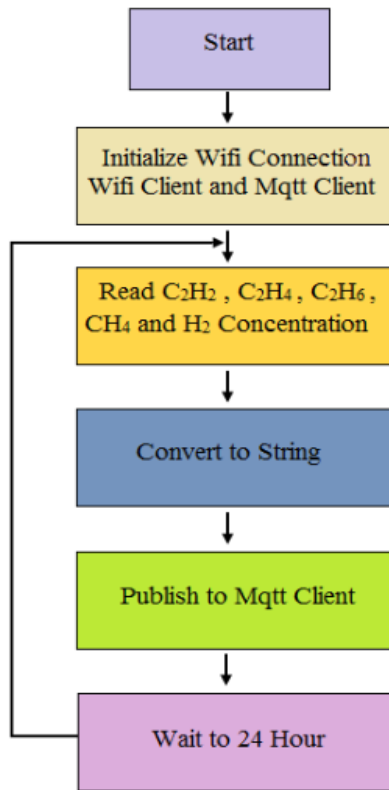 Start
Initialize Wifi Connection
Wifi Client and Mqtt Client
Read C₂H₂ , C₂H₄ , C₂H₆ ,
CH₄ and H₂ Concentration
Convert to String
Publish to Mqtt Client
Wait to 24 Hour